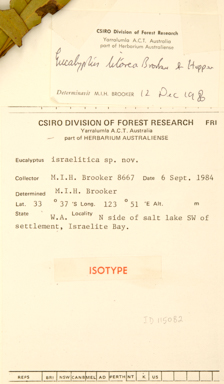 CSIRO Division of Forest Research
Yarralumla A.C.T. Australia
part of Herbarium Australiense
Eucalyptus litorea Brooker & Hopper
Determinavit M.I.H. BROOKER 12 Dec 198
CSIRO DIVISION OF FOREST RESEARCH FRI
Yarralumla A.C.T. Australia
part of HERBARIUM AUSTRALIENSE
Eucalyptus israelitica sp. nov.
Collector M.I.H. Brooker 8667 Date 6 Sept. 1984
Determined M.I.H. Brooker
Lat. 33 °37'S Long. 123 °51'E Alt. m
State W.A. Locality N side of salt lake SW of
settlement, Israelite Bay.
ISOTYPE
REFS BRI NSW CANB MEL AD PERTH NT K US